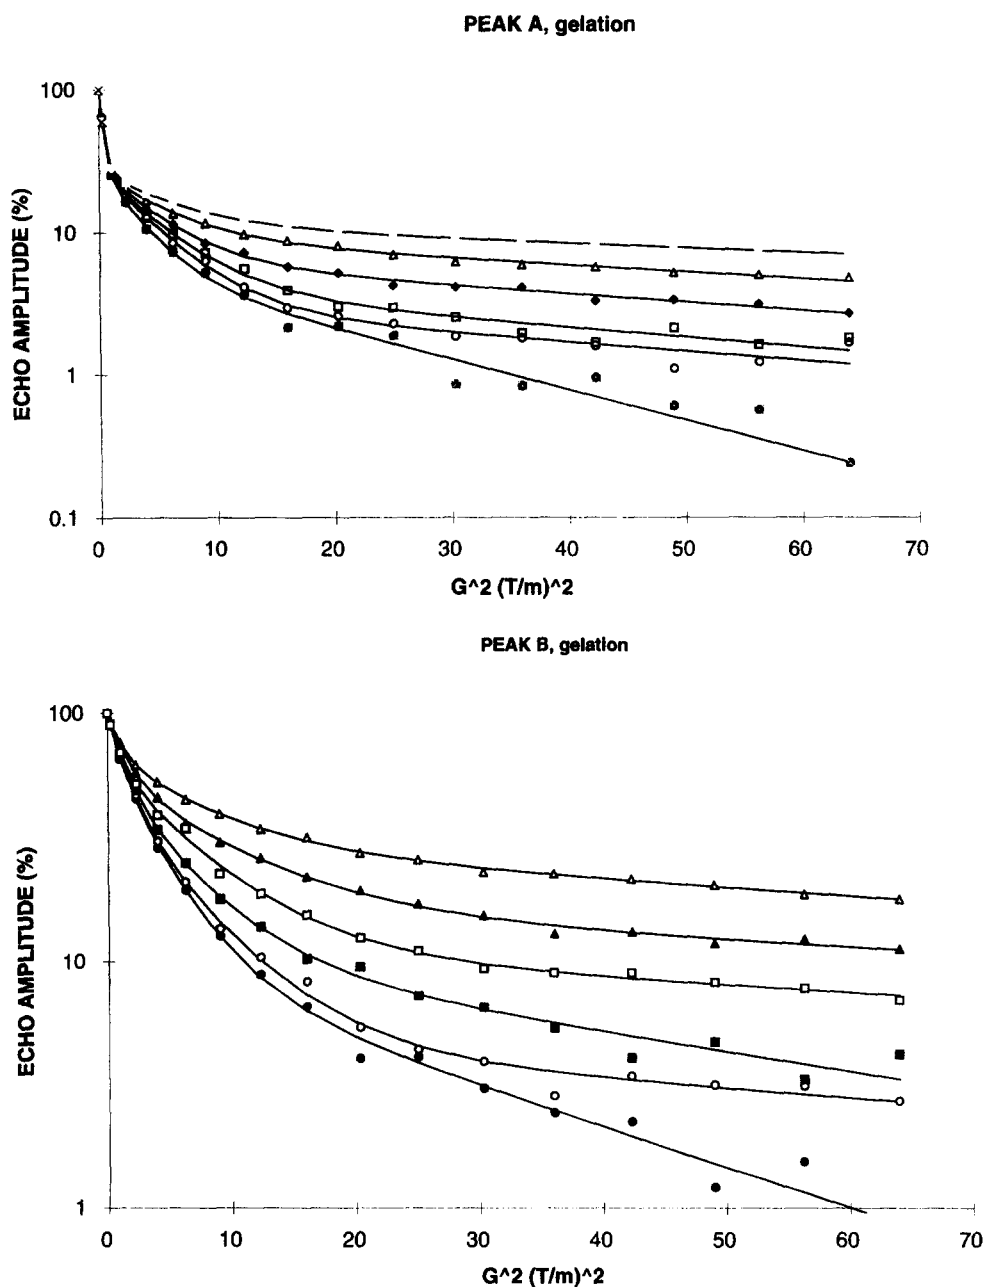 PEAK A, gelation
100
10
1
0.1
ECHO AMPLITUDE (%)
0 10 20 30 40 50 60 70
G^2 (T/m)^2
PEAK B, gelation
100
10
1
ECHO AMPLITUDE (%)
0 10 20 30 40 50 60 70
G^2 (T/m)^2